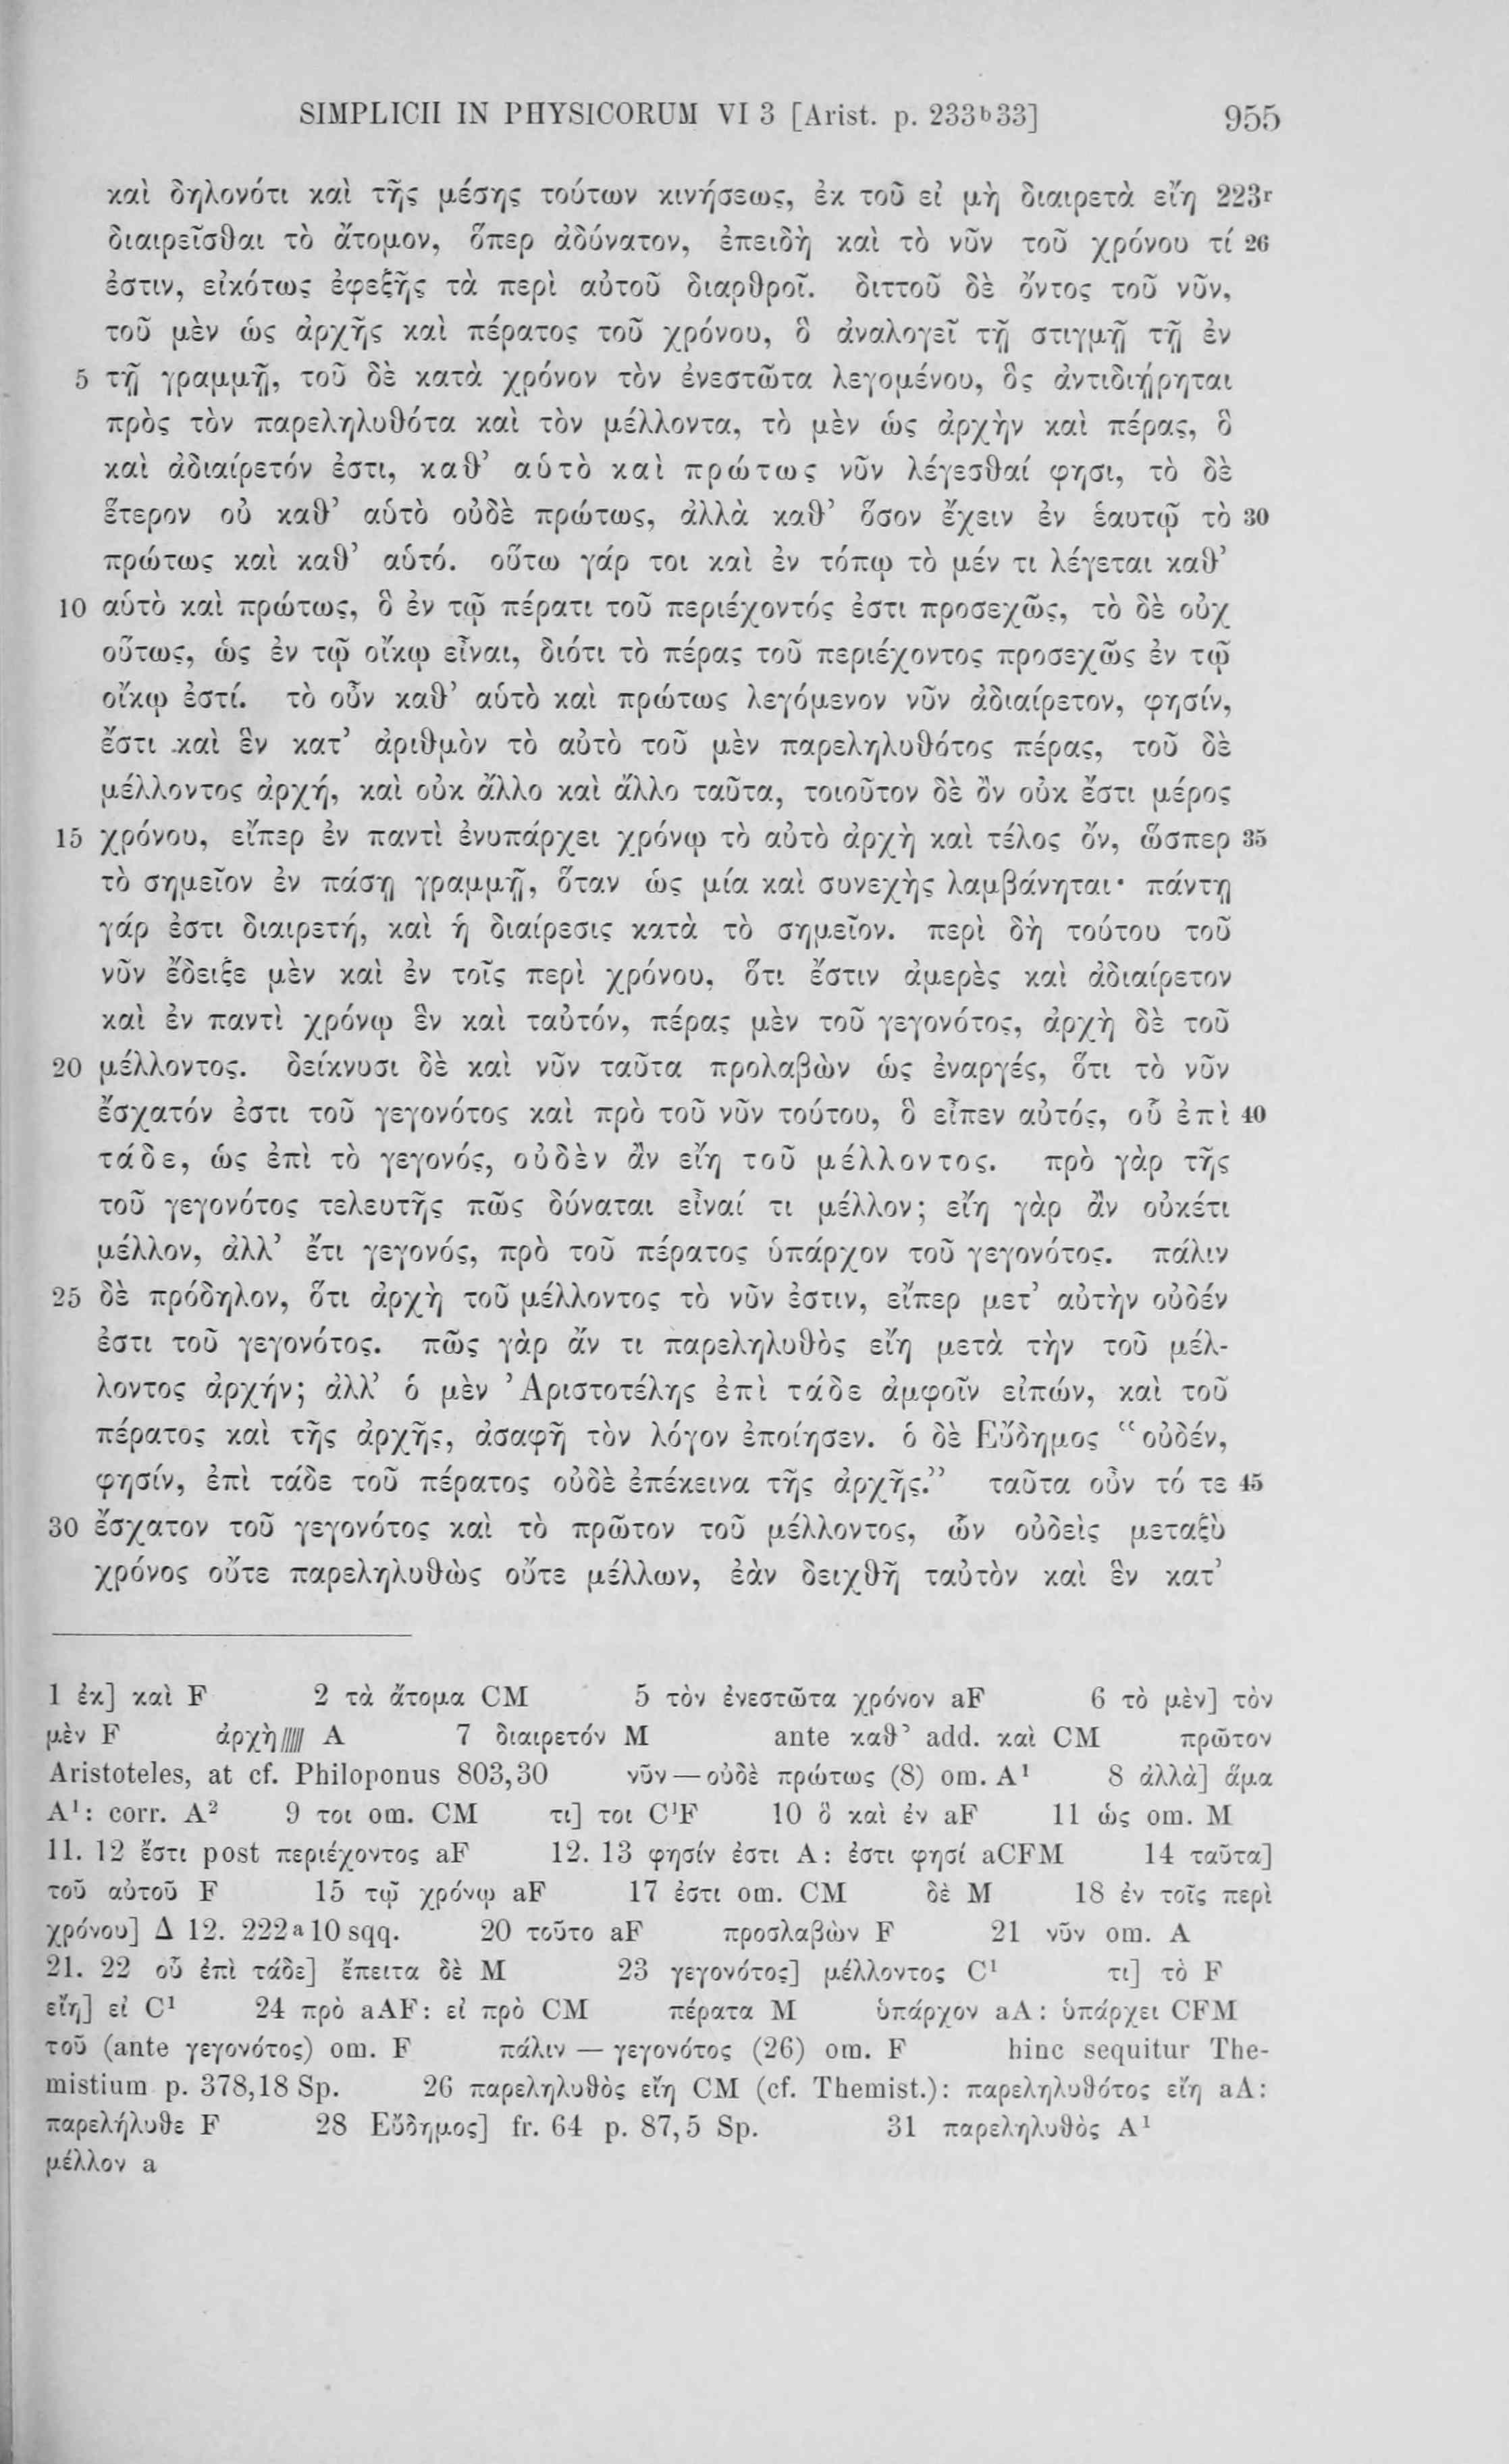 SIMPLICII IN PHYSICORUM VI 3 [Arist. p. 233ᵇ33] 955
καὶ δηλονότι καὶ τῆς μέσης τούτων κινήσεως, ἐκ τοῦ εἰ μὴ διαιρετὰ εἴη 223ʳ
διαιρεῖσθαι τὸ ἄτομον, ὅπερ ἀδύνατον, ἐπειδὴ καὶ τὸ νῦν τοῦ χρόνου τί 26
ἐστιν, εἰκότως ἐφεξῆς τὰ περὶ αὐτοῦ διαρθροῖ. διττοῦ δὲ ὄντος τοῦ νῦν,
τοῦ μὲν ὡς ἀρχῆς καὶ πέρατος τοῦ χρόνου, ὃ ἀναλογεῖ τῇ στιγμῇ τῇ ἐν
5 τῇ γραμμῇ, τοῦ δὲ κατὰ χρόνον τὸν ἐνεστῶτα λεγομένου, ὃς ἀντιδιῄρηται
πρὸς τὸν παρεληλυθότα καὶ τὸν μέλλοντα, τὸ μὲν ὡς ἀρχὴν καὶ πέρας, ὃ
καὶ ἀδιαίρετόν ἐστι, καθ’ αὑτὸ καὶ πρώτως νῦν λέγεσθαί φησι, τὸ δὲ
ἕτερον οὐ καθ’ αὑτὸ οὐδὲ πρώτως, ἀλλὰ καθ’ ὅσον ἔχειν ἐν ἑαυτῷ τὸ 30
πρώτως καὶ καθ’ αὑτό. οὕτω γάρ τοι καὶ ἐν τόπῳ τὸ μέν τι λέγεται καθ’
10 αὑτὸ καὶ πρώτως, ὃ ἐν τῷ πέρατι τοῦ περιέχοντός ἐστι προσεχῶς, τὸ δὲ οὐχ
οὕτως, ὡς ἐν τῷ οἴκῳ εἶναι, διότι τὸ πέρας τοῦ περιέχοντος προσεχῶς ἐν τῷ
οἴκῳ ἐστί. τὸ οὖν καθ’ αὑτὸ καὶ πρώτως λεγόμενον νῦν ἀδιαίρετον, φησίν,
ἔστι καὶ ἓν κατ’ ἀριθμὸν τὸ αὐτὸ τοῦ μὲν παρεληλυθότος πέρας, τοῦ δὲ
μέλλοντος ἀρχή, καὶ οὐκ ἄλλο καὶ ἄλλο ταῦτα, τοιοῦτον δὲ ὂν οὐκ ἔστι μέρος
15 χρόνου, εἴπερ ἐν παντὶ ἐνυπάρχει χρόνῳ τὸ αὐτὸ ἀρχὴ καὶ τέλος ὄν, ὥσπερ 35
τὸ σημεῖον ἐν πάσῃ γραμμῇ, ὅταν ὡς μία καὶ συνεχὴς λαμβάνηται· πάντῃ
γάρ ἐστι διαιρετή, καὶ ἡ διαίρεσις κατὰ τὸ σημεῖον. περὶ δὴ τούτου τοῦ
νῦν ἔδειξε μὲν καὶ ἐν τοῖς περὶ χρόνου, ὅτι ἔστιν ἀμερὲς καὶ ἀδιαίρετον
καὶ ἐν παντὶ χρόνῳ ἓν καὶ ταὐτόν, πέρας μὲν τοῦ γεγονότος, ἀρχὴ δὲ τοῦ
20 μέλλοντος. δείκνυσι δὲ καὶ νῦν ταῦτα προλαβὼν ὡς ἐναργές, ὅτι τὸ νῦν
ἔσχατόν ἐστι τοῦ γεγονότος καὶ πρὸ τοῦ νῦν τούτου, ὃ εἶπεν αὐτός, οὗ ἐπὶ 40
τάδε, ὡς ἐπὶ τὸ γεγονός, οὐδὲν ἂν εἴη τοῦ μέλλοντος. πρὸ γὰρ τῆς
τοῦ γεγονότος τελευτῆς πῶς δύναται εἶναί τι μέλλον; εἴη γὰρ ἂν οὐκέτι
μέλλον, ἀλλ’ ἔτι γεγονός, πρὸ τοῦ πέρατος ὑπάρχον τοῦ γεγονότος. πάλιν
25 δὲ πρόδηλον, ὅτι ἀρχὴ τοῦ μέλλοντος τὸ νῦν ἐστιν, εἴπερ μετ’ αὐτὴν οὐδέν
ἐστι τοῦ γεγονότος. πῶς γὰρ ἄν τι παρεληλυθὸς εἴη μετὰ τὴν τοῦ μέλ-
λοντος ἀρχήν; ἀλλ’ ὁ μὲν Ἀριστοτέλης ἐπὶ τάδε ἀμφοῖν εἰπών, καὶ τοῦ
πέρατος καὶ τῆς ἀρχῆς, ἀσαφῆ τὸν λόγον ἐποίησεν. ὁ δὲ Εὔδημος “οὐδέν,
φησίν, ἐπὶ τάδε τοῦ πέρατος οὐδὲ ἐπέκεινα τῆς ἀρχῆς.” ταῦτα οὖν τό τε 45
30 ἔσχατον τοῦ γεγονότος καὶ τὸ πρῶτον τοῦ μέλλοντος, ὧν οὐδεὶς μεταξὺ
χρόνος οὔτε παρεληλυθὼς οὔτε μέλλων, ἐὰν δειχθῇ ταὐτὸν καὶ ἓν κατ’
1 ἐκ] καὶ F 2 τὰ ἄτομα CM 5 τὸν ἐνεστῶτα χρόνον aF 6 τὸ μὲν] τὸν
μὲν F ἀρχὴ///// A 7 διαιρετόν M ante καθ’ add. καὶ CM πρῶτον
Aristoteles, at cf. Philoponus 803,30 νῦν — οὐδὲ πρώτως (8) om. A¹ 8 ἀλλὰ] ἅμα
A¹: corr. A² 9 τοι om. CM τι] τοι C¹F 10 ὃ καὶ ἐν aF 11 ὡς om. M
11. 12 ἔστι post περιέχοντος aF 12. 13 φησίν ἐστι A: ἐστι φησί aCFM 14 ταῦτα]
τοῦ αὐτοῦ F 15 τῷ χρόνῳ aF 17 ἐστι om. CM δὲ M 18 ἐν τοῖς περὶ
χρόνου] Δ 12. 222ᵃ10 sqq. 20 τοῦτο aF προσλαβὼν F 21 νῦν om. A
21. 22 οὗ ἐπὶ τάδε] ἔπειτα δὲ M 23 γεγονότος] μέλλοντος C¹ τι] τὸ F
εἴη] εἰ C¹ 24 πρὸ aAF: εἰ πρὸ CM πέρατα M ὑπάρχον aA: ὑπάρχει CFM
τοῦ (ante γεγονότος) om. F πάλιν — γεγονότος (26) om. F hinc sequitur The-
mistium p. 378,18 Sp. 26 παρεληλυθὸς εἴη CM (cf. Themist.): παρεληλυθότος εἴη aA:
παρελήλυθε F 28 Εὔδημος] fr. 64 p. 87,5 Sp. 31 παρεληλυθὸς A¹
μέλλον a